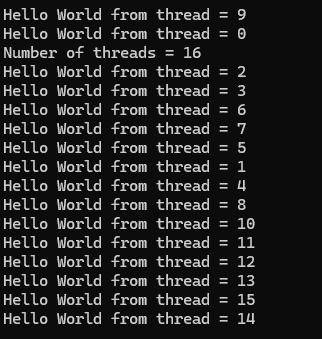 Hello World from thread = 9
Hello World from thread = 0
Number of threads = 16
Hello World from thread = 2
Hello World from thread = 3
Hello World from thread = 6
Hello World from thread = 7
Hello World from thread = 5
Hello World from thread = 1
Hello World from thread = 4
Hello World from thread = 8
Hello World from thread = 10
Hello World from thread = 11
Hello World from thread = 12
Hello World from thread = 13
Hello World from thread = 15
Hello World from thread = 14